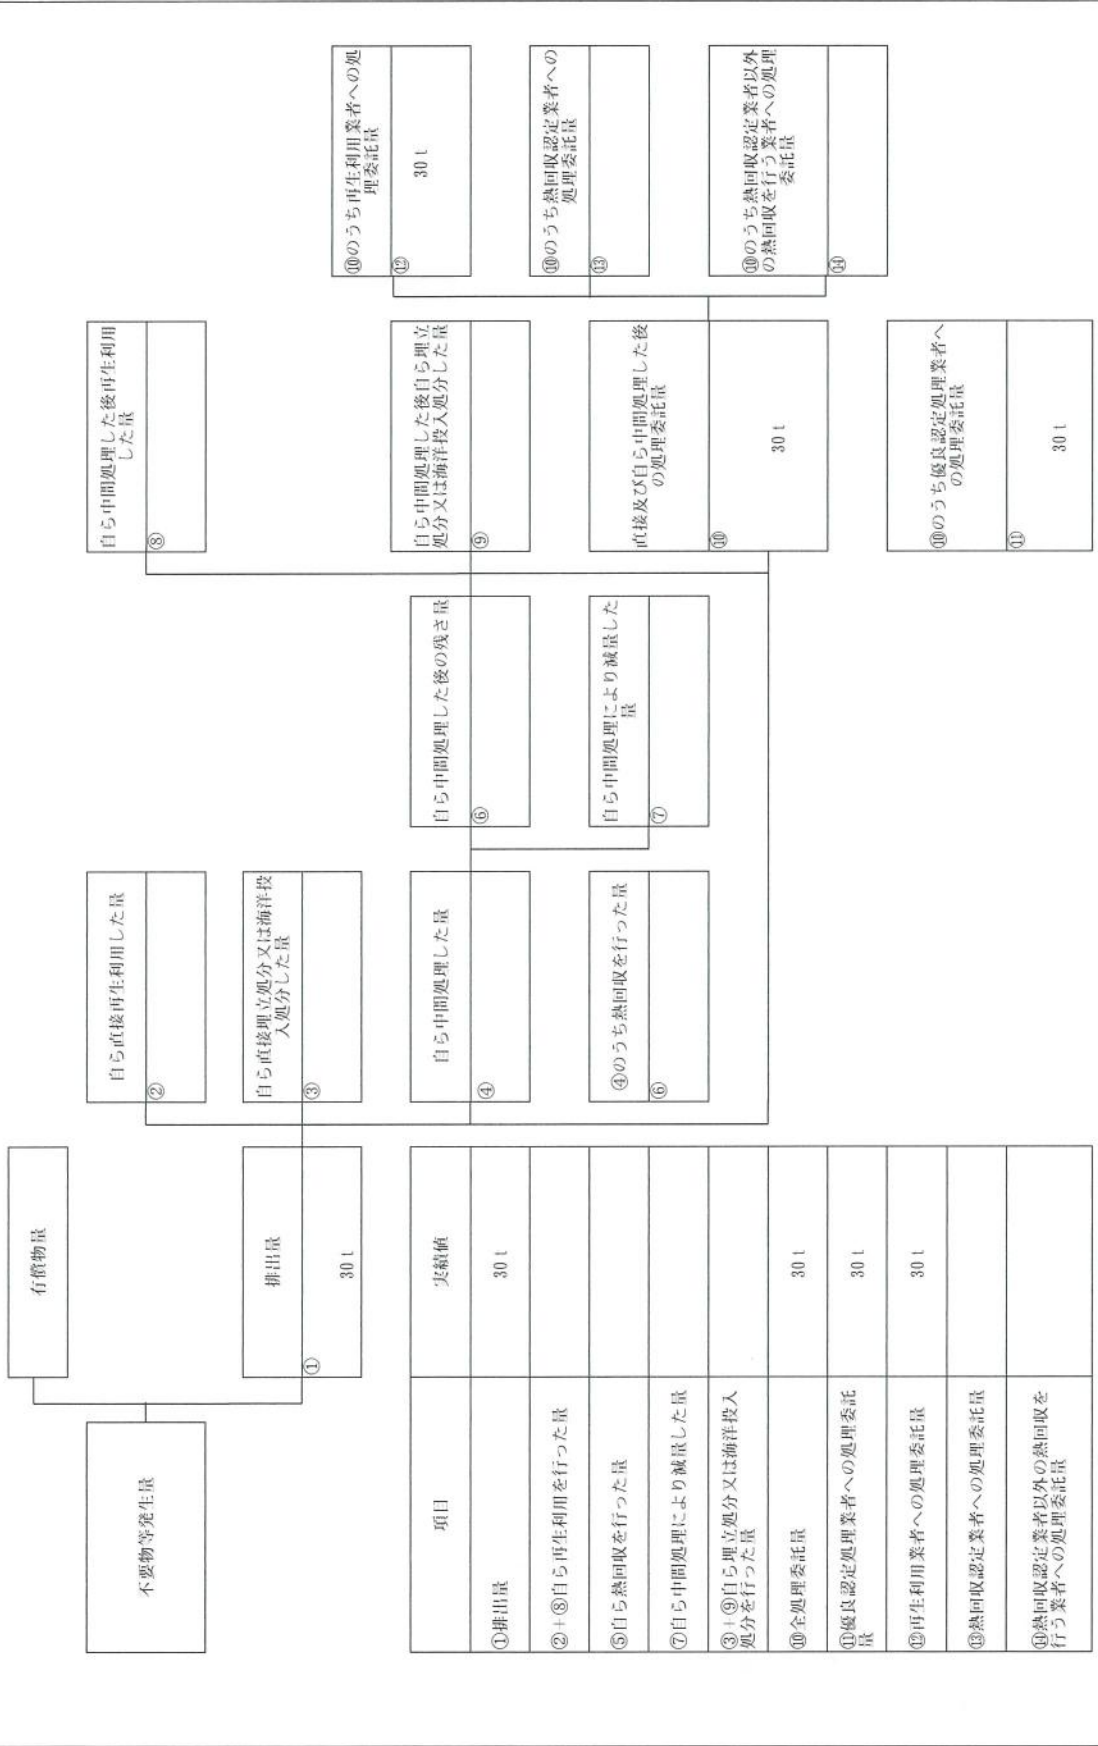 有償物量
不要物等発生量
排出量
①
30 t
自ら直接再生利用した量
②
自ら直接埋立処分又は海洋投
入処分した量
③
自ら中間処理した量
④
④のうち熱回収を行った量
⑥
自ら中間処理した後の残さ量
⑥
自ら中間処理により減量した
量
⑦
自ら中間処理した後再生利用
した量
⑧
自ら中間処理した後自ら埋立
処分又は海洋投入処分した量
⑨
直接及び自ら中間処理した後
の処理委託量
⑩
30 t
⑩のうち優良認定処理業者へ
の処理委託量
⑪
30 t
⑩のうち再生利用業者への処
理委託量
⑫
30 t
⑩のうち熱回収認定業者への
処理委託量
⑬
⑩のうち熱回収認定業者以外
の熱回収を行う業者への処理
委託量
⑭
項目
実績値
①排出量
30 t
②+⑧自ら再生利用を行った量
⑤自ら熱回収を行った量
⑦自ら中間処理により減量した量
③+⑨自ら埋立処分又は海洋投入
処分を行った量
⑩全処理委託量
30 t
⑪優良認定処理業者への処理委託
量
30 t
⑫再生利用業者への処理委託量
30 t
⑬熱回収認定業者への処理委託量
⑭熱回収認定業者以外の熱回収を
行う業者への処理委託量